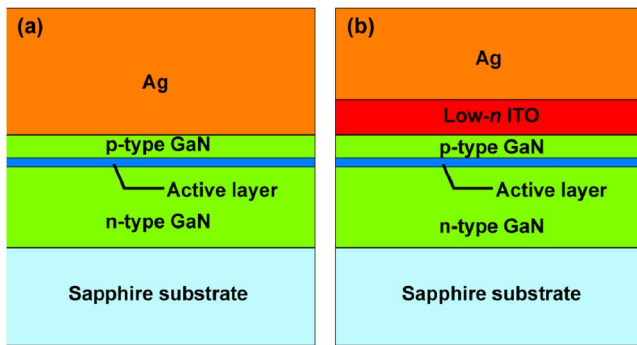 (a)
Ag
p-type GaN
Active layer
n-type GaN
Sapphire substrate
(b)
Ag
Low-n ITO
p-type GaN
Active layer
n-type GaN
Sapphire substrate